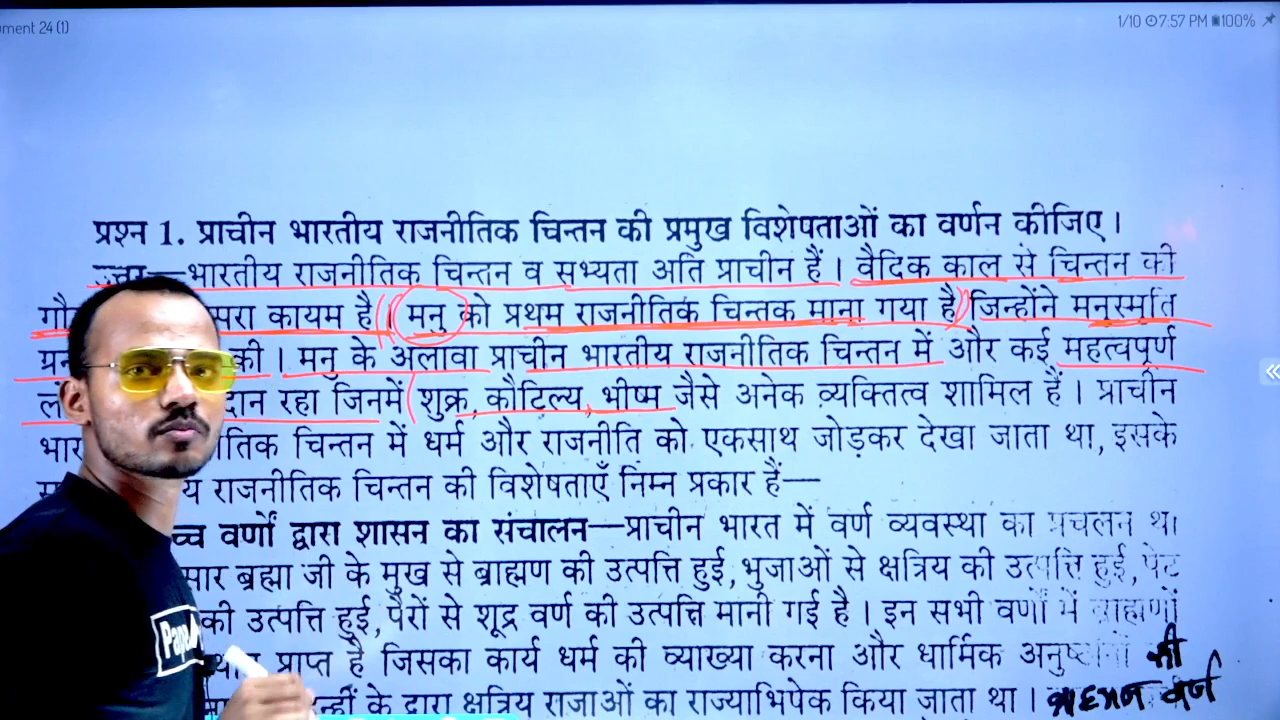 ment 24 (1)
1/10 7:57 PM 100%
प्रश्न 1. प्राचीन भारतीय राजनीतिक चिन्तन की प्रमुख विशेषताओं का वर्णन कीजिए।
उत्तर—भारतीय राजनीतिक चिन्तन व सभ्यता अति प्राचीन हैं। वैदिक काल से चिन्तन की
गौ परा कायम है। मनु को प्रथम राजनीतिक चिन्तक माना गया है जिन्होंने मनुस्मृति
ग्रन की। मनु के अलावा प्राचीन भारतीय राजनीतिक चिन्तन में और कई महत्वपूर्ण
दान रहा जिनमें शुक्र, कौटिल्य, भीष्म जैसे अनेक व्यक्तित्व शामिल हैं। प्राचीन
भार तिक चिन्तन में धर्म और राजनीति को एकसाथ जोड़कर देखा जाता था, इसके
य राजनीतिक चिन्तन की विशेषताएँ निम्न प्रकार हैं—
च्च वर्णों द्वारा शासन का संचालन—प्राचीन भारत में वर्ण व्यवस्था का प्रचलन था
सार ब्रह्मा जी के मुख से ब्राह्मण की उत्पत्ति हुई, भुजाओं से क्षत्रिय की उत्पत्ति हुई, पेट
की उत्पत्ति हुई, पैरों से शूद्र वर्ण की उत्पत्ति मानी गई है। इन सभी वर्णों में ब्राह्मणों
प्राप्त है जिसका कार्य धर्म की व्याख्या करना और धार्मिक अनुष्ठानों की
न्हीं के द्वारा क्षत्रिय राजाओं का राज्याभिषेक किया जाता था। वर्ण
Pape